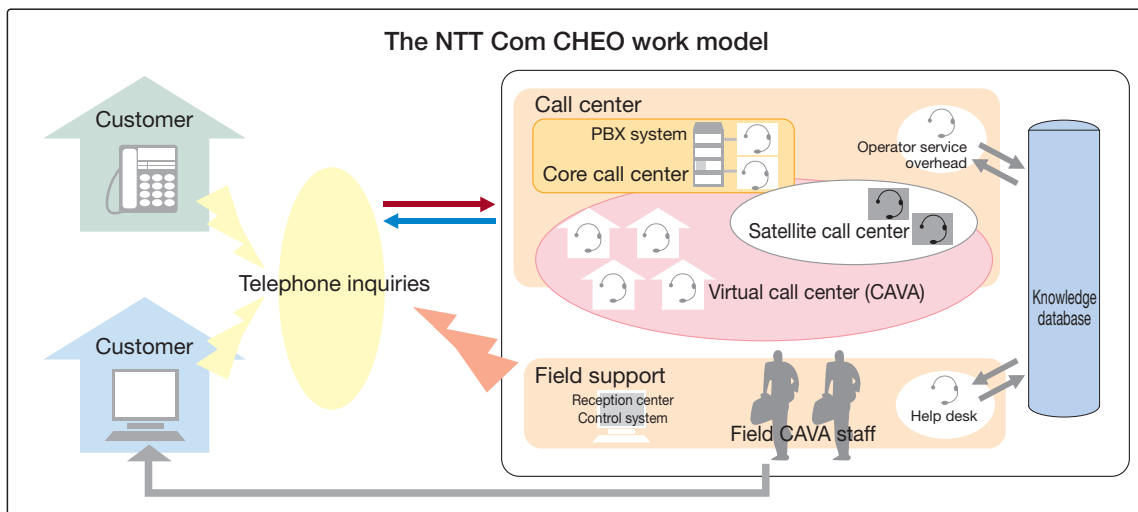 The NTT Com CHEO work model
Customer
Customer
Telephone inquiries
Call center
PBX system
Core call center
Operator service
overhead
Satellite call center
Virtual call center (CAVA)
Knowledge
database
Field support
Reception center
Control system
Field CAVA staff
Help desk